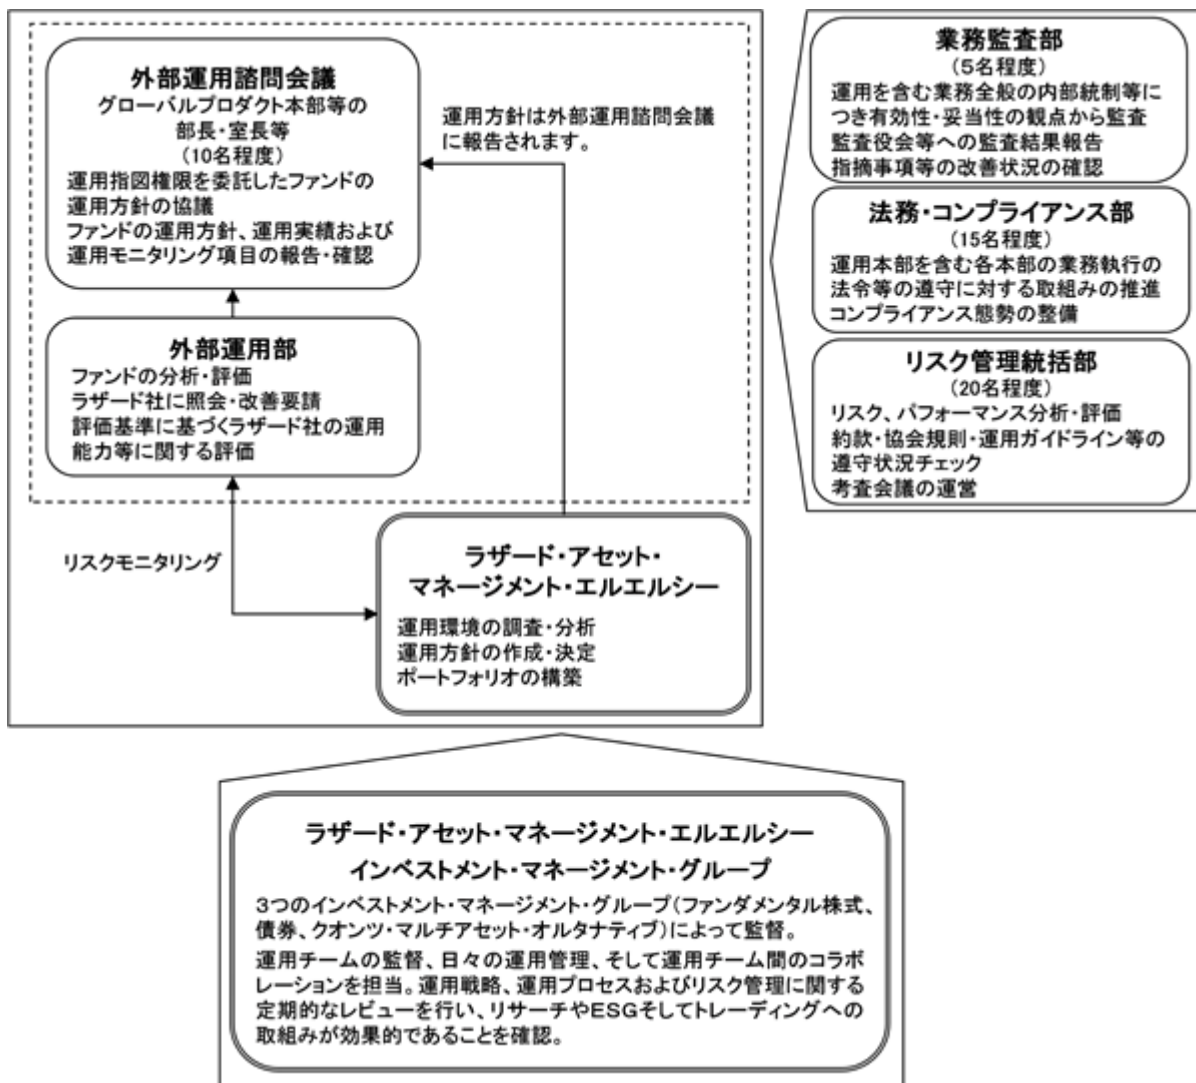 外部運用諮問会議
グローバルプロダクト本部等の
部長・室長等
(10名程度)
運用指図権限を委託したファンドの
運用方針の協議
ファンドの運用方針、運用実績および
運用モニタリング項目の報告・確認
運用方針は外部運用諮問会議
に報告されます。
外部運用部
ファンドの分析・評価
ラザード社に照会・改善要請
評価基準に基づくラザード社の運用
能力等に関する評価
リスクモニタリング
ラザード・アセット・
マネージメント・エルエルシー
運用環境の調査・分析
運用方針の作成・決定
ポートフォリオの構築
業務監査部
(5名程度)
運用を含む業務全般の内部統制等に
つき有効性・妥当性の観点から監査
監査役会等への監査結果報告
指摘事項等の改善状況の確認
法務・コンプライアンス部
(15名程度)
運用本部を含む各本部の業務執行の
法令等の遵守に対する取組みの推進
コンプライアンス態勢の整備
リスク管理統括部
(20名程度)
リスク、パフォーマンス分析・評価
約款・協会規則・運用ガイドライン等の
遵守状況チェック
考査会議の運営
ラザード・アセット・マネージメント・エルエルシー
インベストメント・マネージメント・グループ
3つのインベストメント・マネージメント・グループ(ファンダメンタル株式、
債券、クオンツ・マルチアセット・オルタナティブ)によって監督。
運用チームの監督、日々の運用管理、そして運用チーム間のコラボ
レーションを担当。運用戦略、運用プロセスおよびリスク管理に関する
定期的なレビューを行い、リサーチやESGそしてトレーディングへの
取組みが効果的であることを確認。